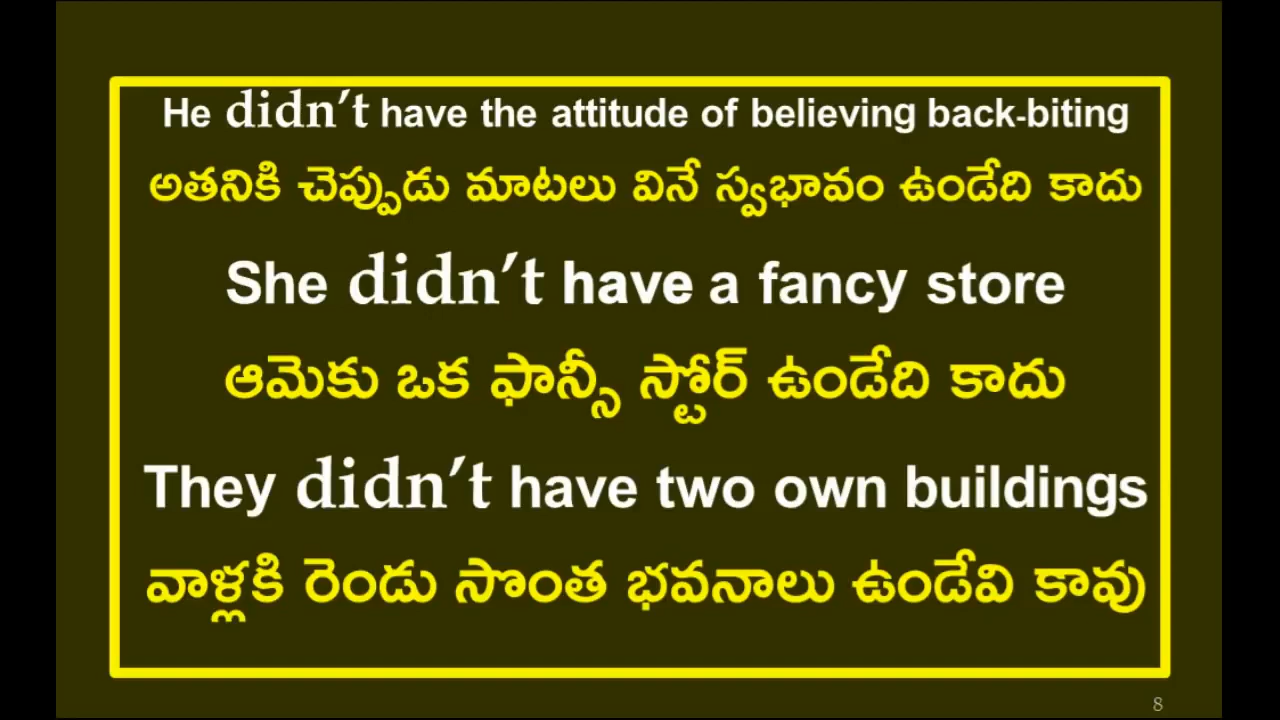 He didn't have the attitude of believing back-biting
అతనికి చెప్పుడు మాటలు వినే స్వభావం ఉండేది కాదు
She didn't have a fancy store
ఆమెకు ఒక ఫాన్సీ స్టోర్ ఉండేది కాదు
They didn't have two own buildings
వాళ్లకి రెండు సొంత భవనాలు ఉండేవి కావు
8